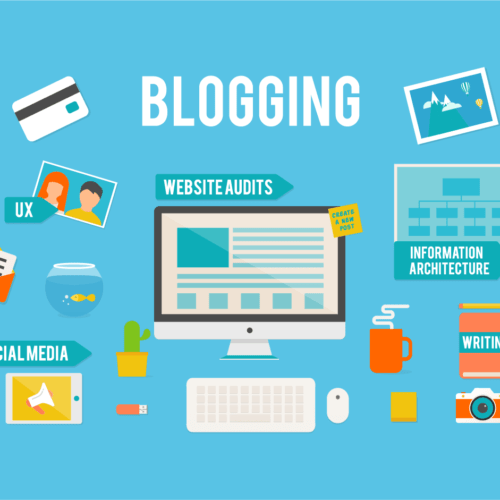 BLOGGING
WEBSITE AUDITS
UX
CREATE
A NEW
POST
INFORMATION
ARCHITECTURE
CIAL MEDIA
WRITIN